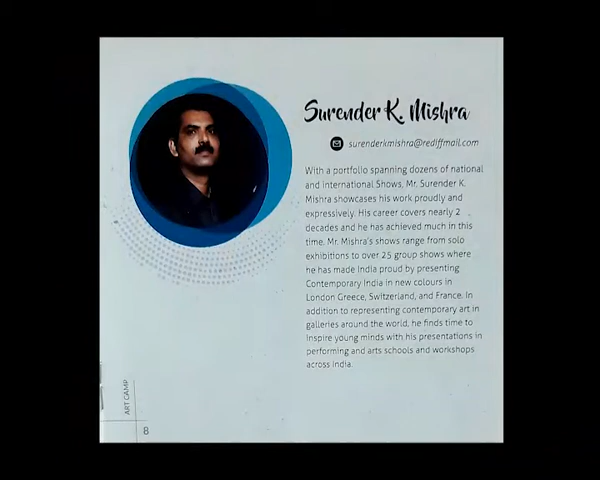 Surender K. Mishra
surenderkmishra@rediffmail.com
With a portfolio spanning dozens of national
and international Shows, Mr. Surender K.
Mishra showcases his work proudly and
expressively. His career covers nearly 2
decades and he has achieved much in this
time. Mr. Mishra's shows range from solo
exhibitions to over 25 group shows where
he has made India proud by presenting
Contemporary India in new colours in
London Greece, Switzerland, and France. In
addition to representing contemporary art in
galleries around the world, he finds time to
inspire young minds with his presentations in
performing and arts schools and workshops
across India.
ART CAMP
8